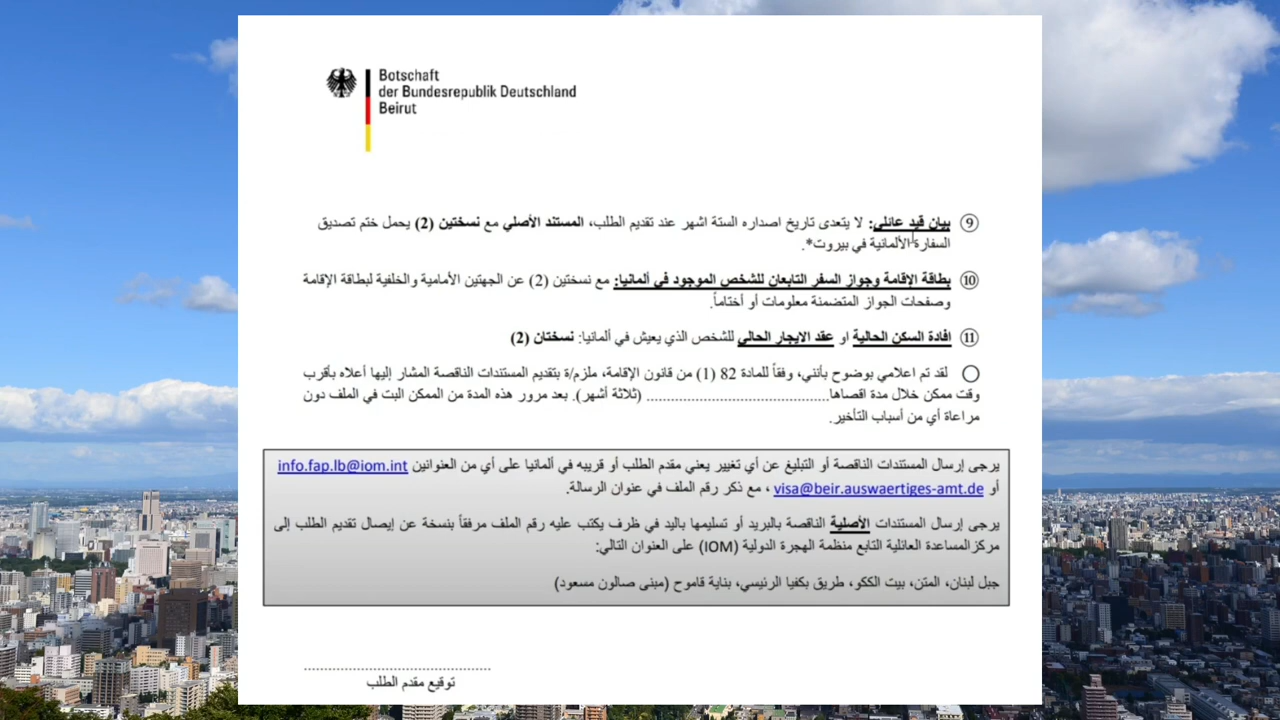 Botschaft
der Bundesrepublik Deutschland
Beirut
⑨ بيان قيد عائلي: لا يتعدى تاريخ اصداره الستة اشهر عند تقديم الطلب، المستند الأصلي مع نسختين (2) يحمل ختم تصديق
السفارة الألمانية في بيروت*.
⑩ بطاقة الإقامة وجواز السفر التابعان للشخص الموجود في ألمانيا: مع نسختين (2) عن الجهتين الأمامية والخلفية لبطاقة الإقامة
وصفحات الجواز المتضمنة معلومات أو أختاماً.
⑪ إفادة السكن الحالية او عقد الايجار الحالي للشخص الذي يعيش في ألمانيا: نسختان (2)
لقد تم اعلامي بوضوح بأنني، وفقاً للمادة 82 (1) من قانون الإقامة، ملزم/ة بتقديم المستندات الناقصة المشار إليها أعلاه بأقرب
وقت ممكن خلال مدة اقصاها............................................ (ثلاثة أشهر). بعد مرور هذه المدة من الممكن البت في الملف دون
مراعاة أي من أسباب التأخير.
يرجى إرسال المستندات الناقصة أو التبليغ عن أي تغيير يعني مقدم الطلب أو قريبه في ألمانيا على أي من العنوانين info.fap.lb@iom.int
أو visa@beir.auswaertiges-amt.de ، مع ذكر رقم الملف في عنوان الرسالة.
يرجى إرسال المستندات الأصلية الناقصة بالبريد أو تسليمها باليد في ظرف يكتب عليه رقم الملف مرفقاً بنسخة عن إيصال تقديم الطلب إلى
مركز المساعدة العائلية التابع منظمة الهجرة الدولية (IOM) على العنوان التالي:
جبل لبنان، المتن، بيت الككو، طريق بكفيا الرئيسي، بناية قاموح (مبنى صالون مسعود)
.............................................
توقيع مقدم الطلب